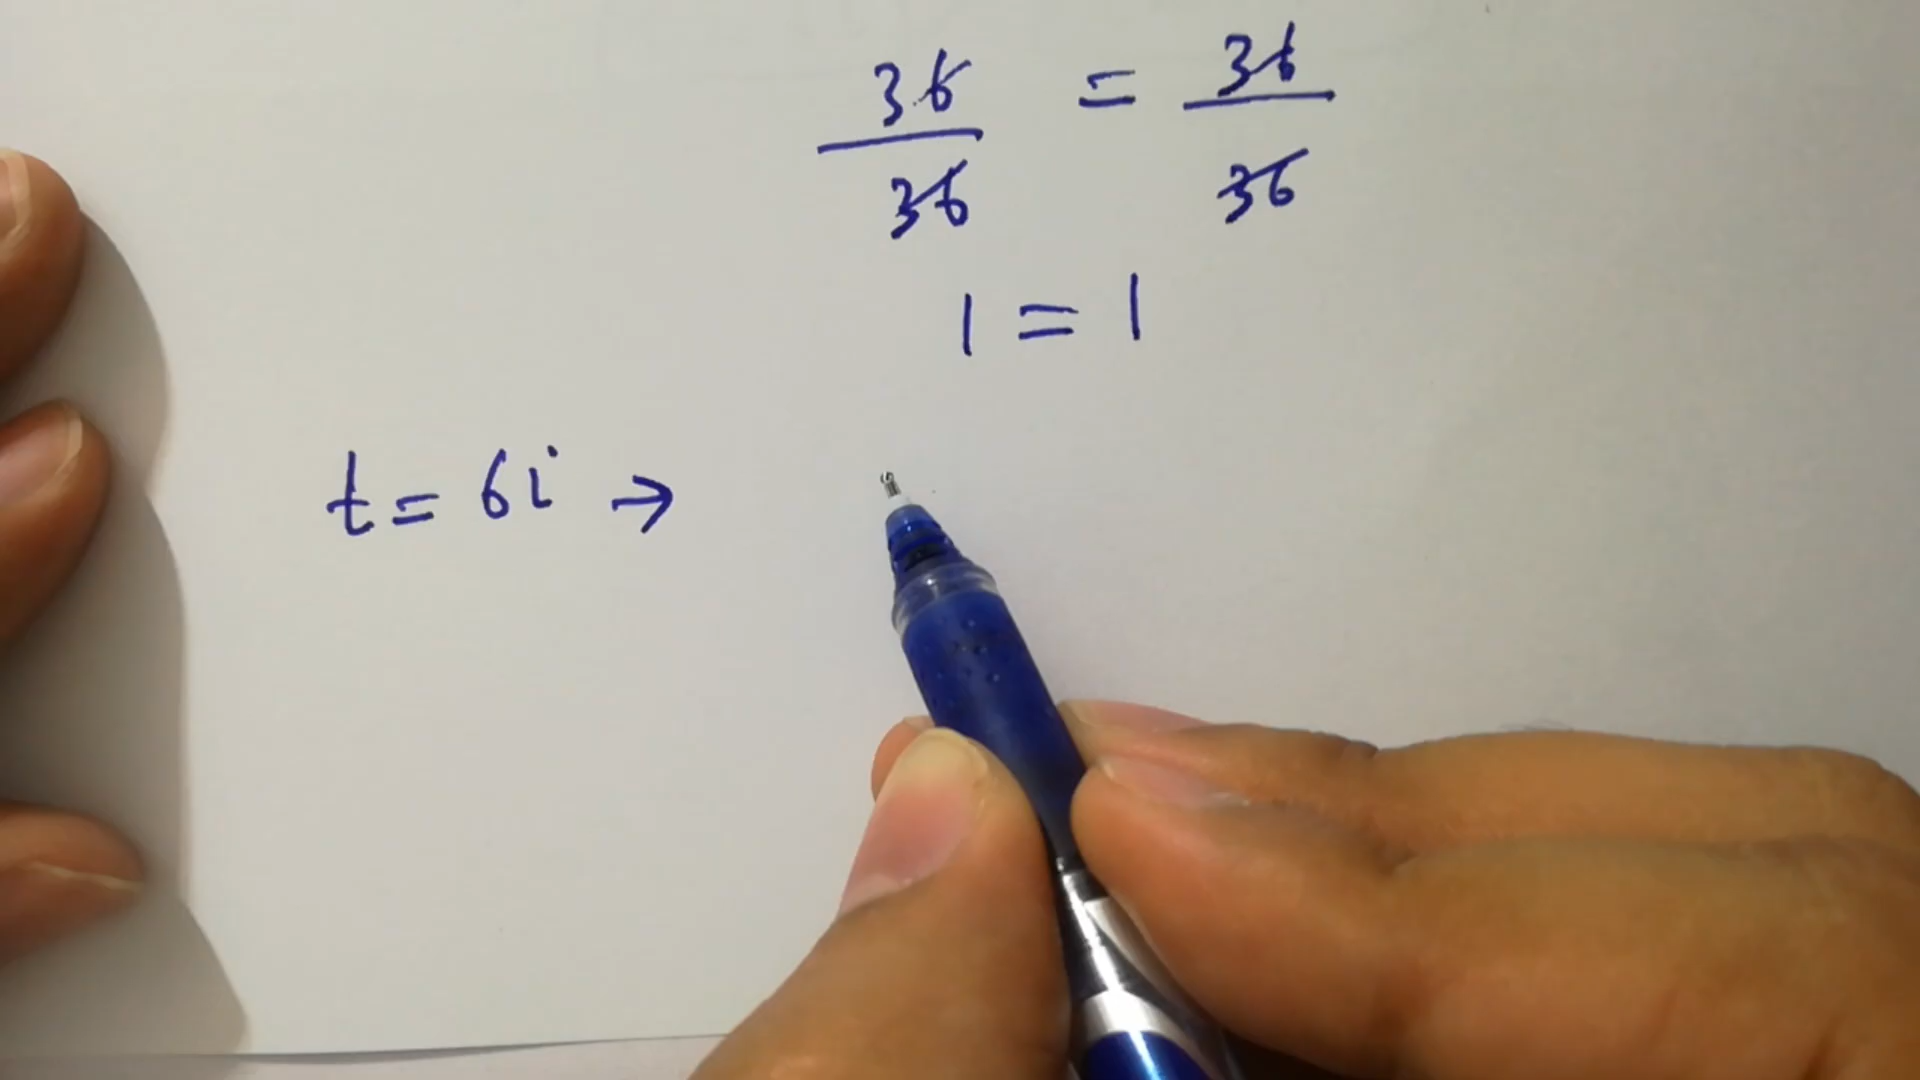 36/36 = 36/36
1 = 1
t = 6i →